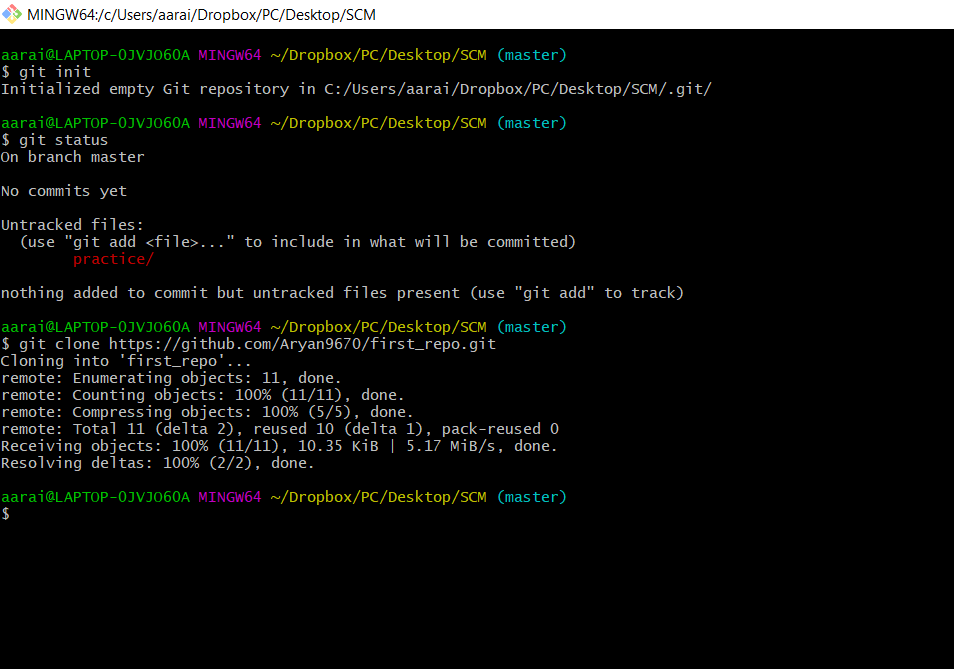 MINGW64:/c/Users/aarai/Dropbox/PC/Desktop/SCM
aarai@LAPTOP-0JVJO60A MINGW64 ~/Dropbox/PC/Desktop/SCM (master)
$ git init
Initialized empty Git repository in C:/Users/aarai/Dropbox/PC/Desktop/SCM/.git/
aarai@LAPTOP-0JVJO60A MINGW64 ~/Dropbox/PC/Desktop/SCM (master)
$ git status
On branch master
No commits yet
Untracked files:
  (use "git add <file>..." to include in what will be committed)
        practice/
nothing added to commit but untracked files present (use "git add" to track)
aarai@LAPTOP-0JVJO60A MINGW64 ~/Dropbox/PC/Desktop/SCM (master)
$ git clone https://github.com/Aryan9670/first_repo.git
Cloning into 'first_repo'...
remote: Enumerating objects: 11, done.
remote: Counting objects: 100% (11/11), done.
remote: Compressing objects: 100% (5/5), done.
remote: Total 11 (delta 2), reused 10 (delta 1), pack-reused 0
Receiving objects: 100% (11/11), 10.35 KiB | 5.17 MiB/s, done.
Resolving deltas: 100% (2/2), done.
aarai@LAPTOP-0JVJO60A MINGW64 ~/Dropbox/PC/Desktop/SCM (master)
$